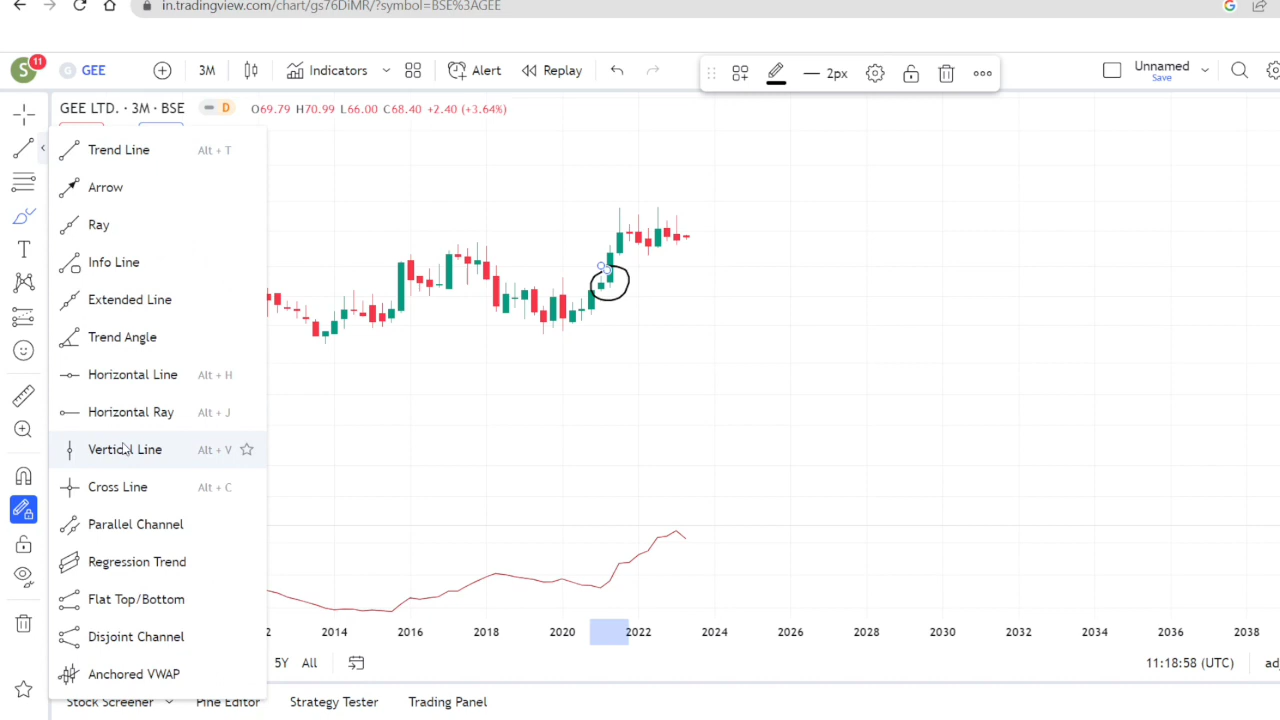 in.tradingview.com/chart/gs76DiMR/?symbol=BSE%3AGEE
S 11 G GEE 3M Indicators Alert Replay 2px Unnamed
Save
GEE LTD. · 3M · BSE D O69.79 H70.99 L66.00 C68.40 +2.40 (+3.64%)
Trend Line Alt + T
Arrow
Ray
Info Line
Extended Line
Trend Angle
Horizontal Line Alt + H
Horizontal Ray Alt + J
Vertical Line Alt + V
Cross Line Alt + C
Parallel Channel
Regression Trend
Flat Top/Bottom
Disjoint Channel
Anchored VWAP
2 2014 2016 2018 2020 2022 2024 2026 2028 2030 2032 2034 2036 2038
5Y All 11:18:58 (UTC) adj
Stock Screener Pine Editor Strategy Tester Trading Panel